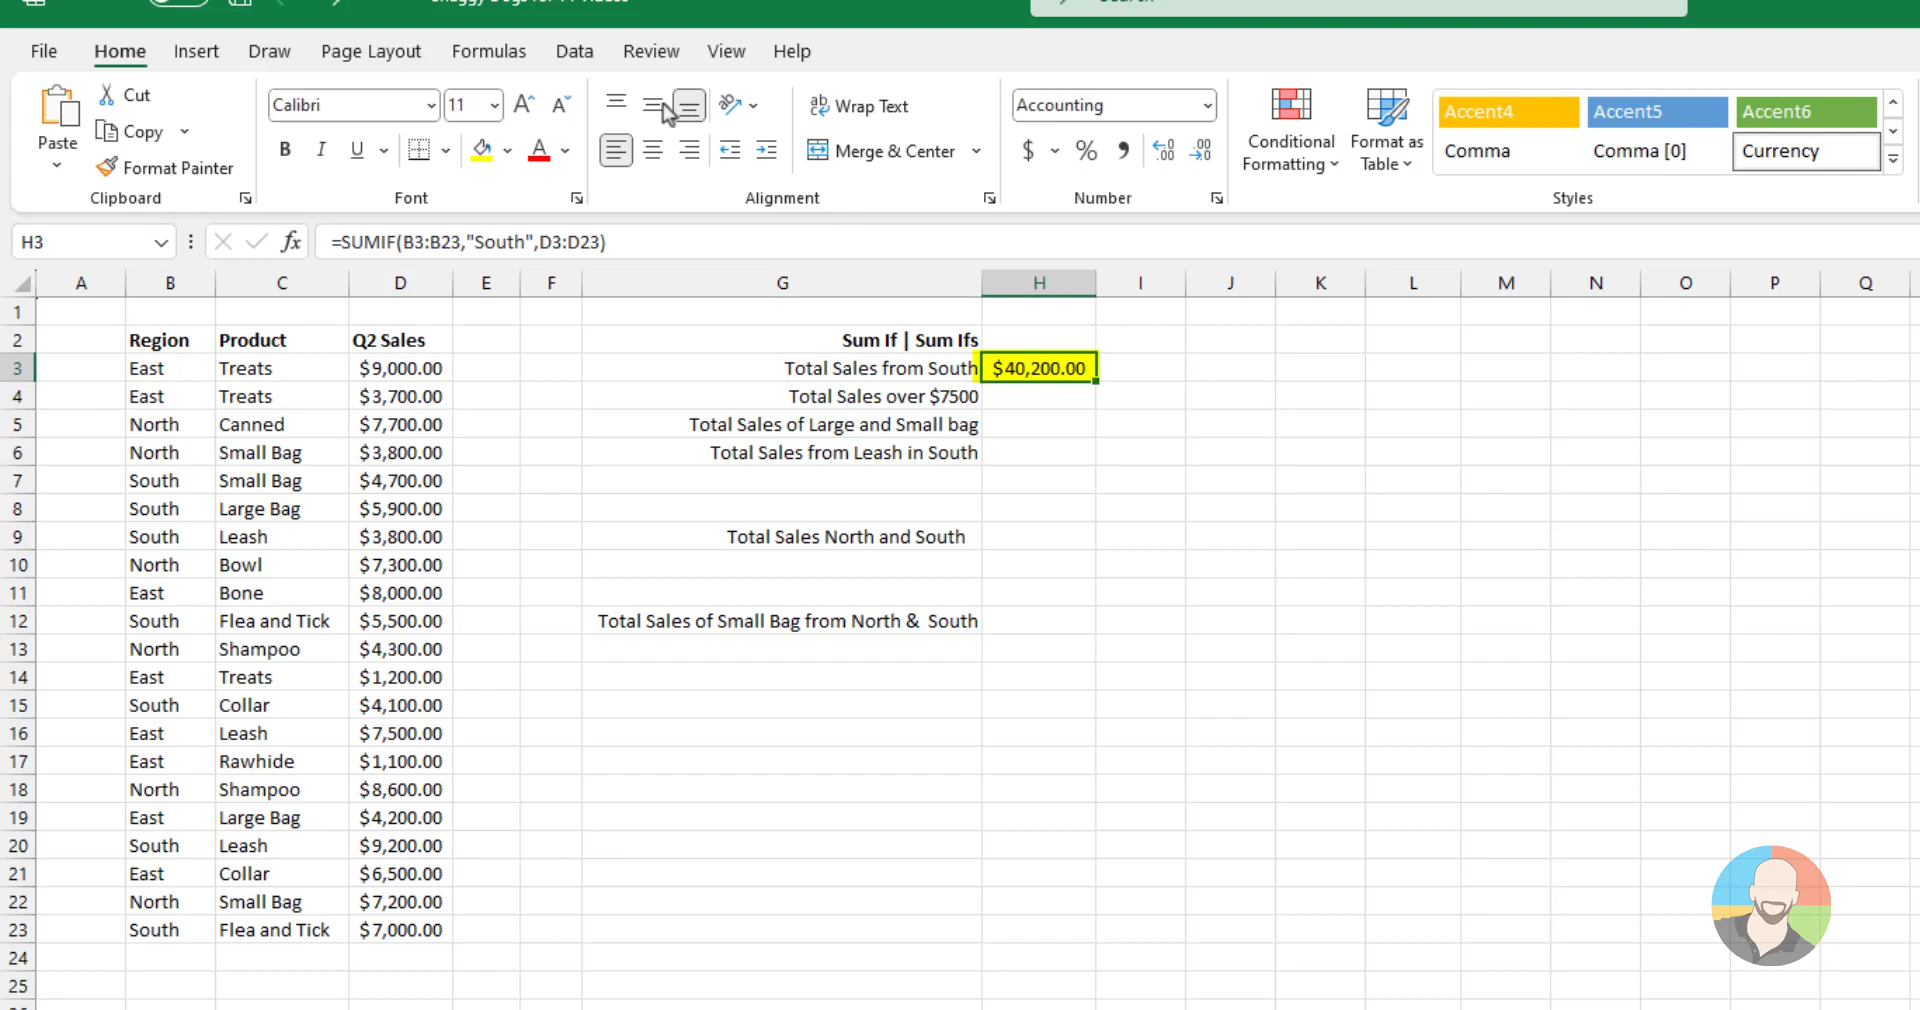 File Home Insert Draw Page Layout Formulas Data Review View Help
Paste
Cut
Copy
Format Painter
Clipboard
Calibri 11
A A
B I U A
Font
ab Wrap Text
Merge & Center
Alignment
Accounting
$ % 9 .00 .00
Number
Conditional Formatting
Format as Table
Accent4 Accent5 Accent6
Comma Comma [0] Currency
Styles
H3 fx =SUMIF(B3:B23,"South",D3:D23)
A B C D E F G H I J K L M N O P Q
1
2 Region Product Q2 Sales Sum If | Sum Ifs
3 East Treats $9,000.00 Total Sales from South $40,200.00
4 East Treats $3,700.00 Total Sales over $7500
5 North Canned $7,700.00 Total Sales of Large and Small bag
6 North Small Bag $3,800.00 Total Sales from Leash in South
7 South Small Bag $4,700.00
8 South Large Bag $5,900.00
9 South Leash $3,800.00 Total Sales North and South
10 North Bowl $7,300.00
11 East Bone $8,000.00
12 South Flea and Tick $5,500.00 Total Sales of Small Bag from North & South
13 North Shampoo $4,300.00
14 East Treats $1,200.00
15 South Collar $4,100.00
16 East Leash $7,500.00
17 East Rawhide $1,100.00
18 North Shampoo $8,600.00
19 East Large Bag $4,200.00
20 South Leash $9,200.00
21 East Collar $6,500.00
22 North Small Bag $7,200.00
23 South Flea and Tick $7,000.00
24
25